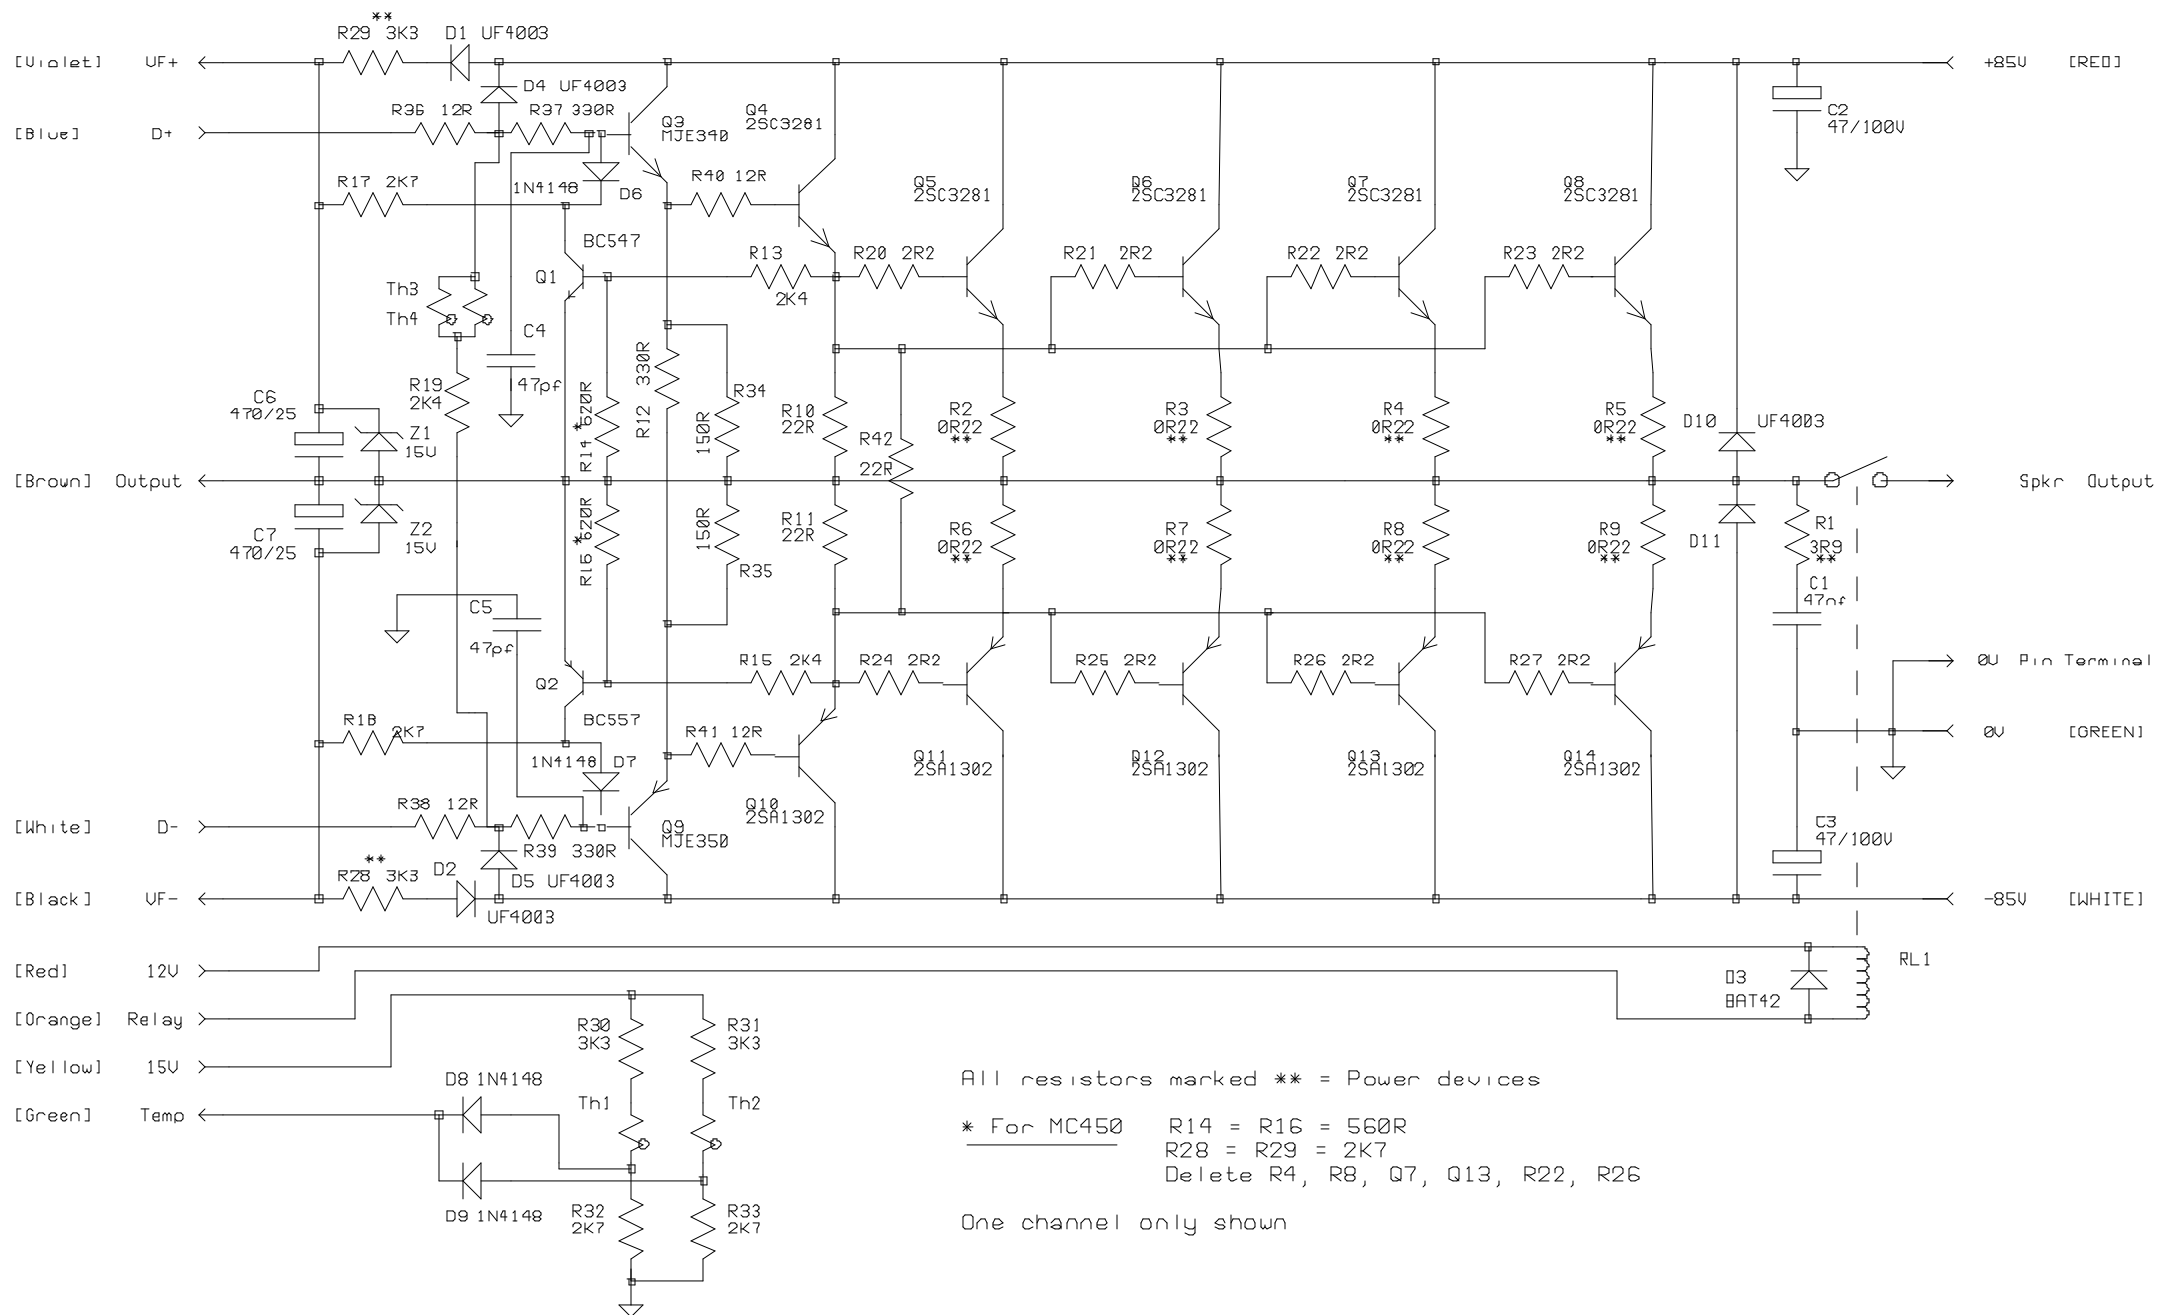 **
R29 3K3 D1 UF4003
[Violet] VF+ +85V [RED]
D4 UF4003
R36 12R R37 330R
[Blue] D+
Q3
MJE340
Q4
2SC3281
C2
47/100V
R17 2K7
1N4148 D6
R40 12R
Q5
2SC3281
Q6
2SC3281
Q7
2SC3281
Q8
2SC3281
BC547
Q1
R13
2K4
R20 2R2
R21 2R2
R22 2R2
R23 2R2
Th3
Th4
C4
47pf
R19
2K4
C6
470/25
Z1
15V
R14 620R
*
R12 330R
R34
150R
R10
22R
R42
22R
R2
0R22
**
R3
0R22
**
R4
0R22
**
R5
0R22
**
D10 UF4003
[Brown] Output Spkr Output
C7
470/25
Z2
15V
R16 620R
*
150R
R35
R11
22R
R6
0R22
**
R7
0R22
**
R8
0R22
**
R9
0R22
**
D11
R1
3R9
**
C1
47nf
C5
47pf
Q2
BC557
R15 2K4
R24 2R2
R25 2R2
R26 2R2
R27 2R2
0V Pin Terminal
R18
2K7
0V [GREEN]
1N4148 D7
R41 12R
Q11
2SA1302
Q12
2SA1302
Q13
2SA1302
Q14
2SA1302
Q10
2SA1302
R38 12R
[White] D-
R39 330R
Q9
MJE350
C3
47/100V
**
R28 3K3 D2
D5 UF4003
[Black] VF- -85V [WHITE]
UF4003
[Red] 12V
RL1
D3
BAT42
[Orange] Relay
R30
3K3
R31
3K3
[Yellow] 15V
D8 1N4148
[Green] Temp
Th1
Th2
D9 1N4148
R32
2K7
R33
2K7
All resistors marked ** = Power devices
* For MC450 R14 = R16 = 560R
R28 = R29 = 2K7
Delete R4, R8, Q7, Q13, R22, R26
One channel only shown